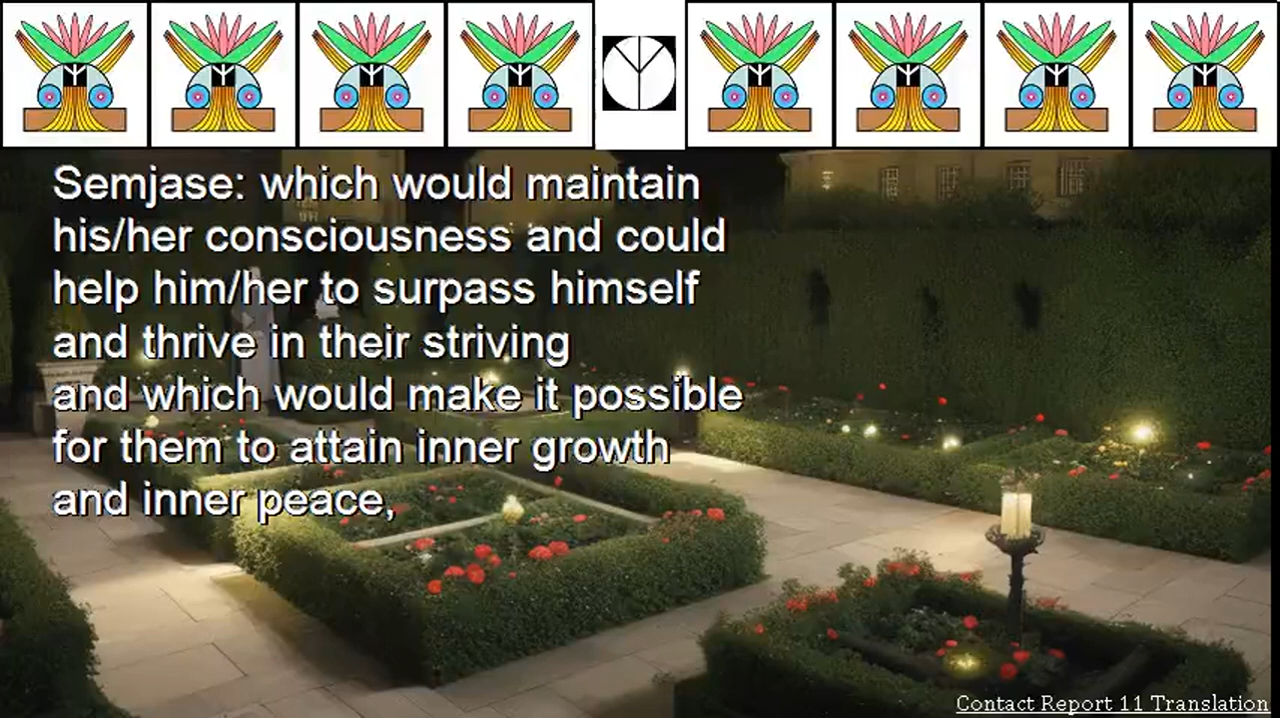 Semjase: which would maintain
his/her consciousness and could
help him/her to surpass himself
and thrive in their striving
and which would make it possible
for them to attain inner growth
and inner peace,
Contact Report 11 Translation